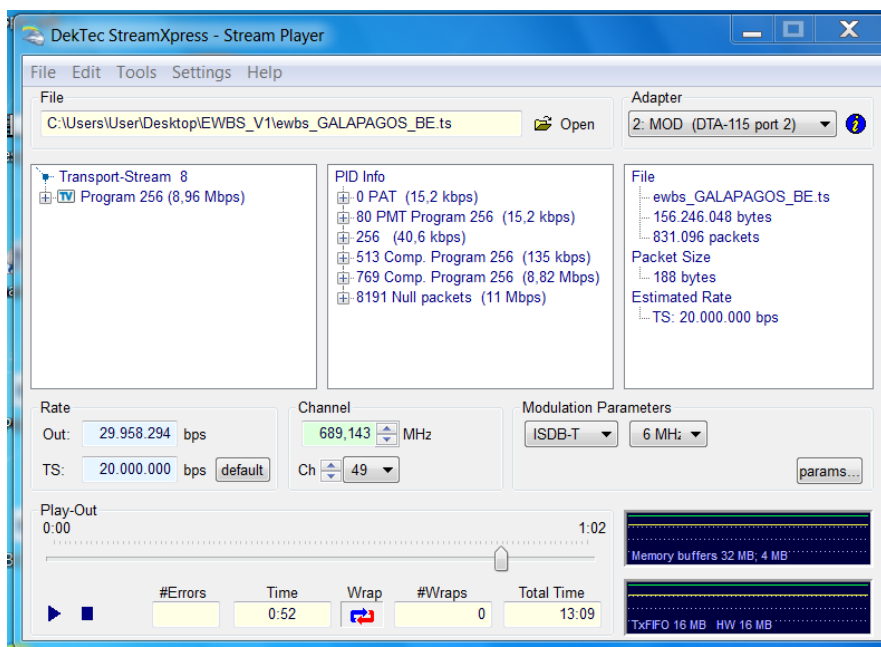 DekTec StreamXpress - Stream Player
File Edit Tools Settings Help
File
C:\Users\User\Desktop\EWBS_V1\ewbs_GALAPAGOS_BE.ts
Open
Adapter
2: MOD (DTA-115 port 2)
Transport-Stream 8
TV Program 256 (8,96 Mbps)
PID Info
0 PAT (15,2 kbps)
80 PMT Program 256 (15,2 kbps)
256 (40,6 kbps)
513 Comp. Program 256 (135 kbps)
769 Comp. Program 256 (8,82 Mbps)
8191 Null packets (11 Mbps)
File
ewbs_GALAPAGOS_BE.ts
156.246.048 bytes
831.096 packets
Packet Size
188 bytes
Estimated Rate
TS: 20.000.000 bps
Rate
Out: 29.958.294 bps
TS: 20.000.000 bps default
Channel
689,143 MHz
Ch 49
Modulation Parameters
ISDB-T 6 MHz
params...
Play-Out
0:00 1:02
#Errors Time Wrap #Wraps Total Time
0:52 0 13:09
Memory buffers 32 MB; 4 MB
TxFIFO 16 MB HW 16 MB